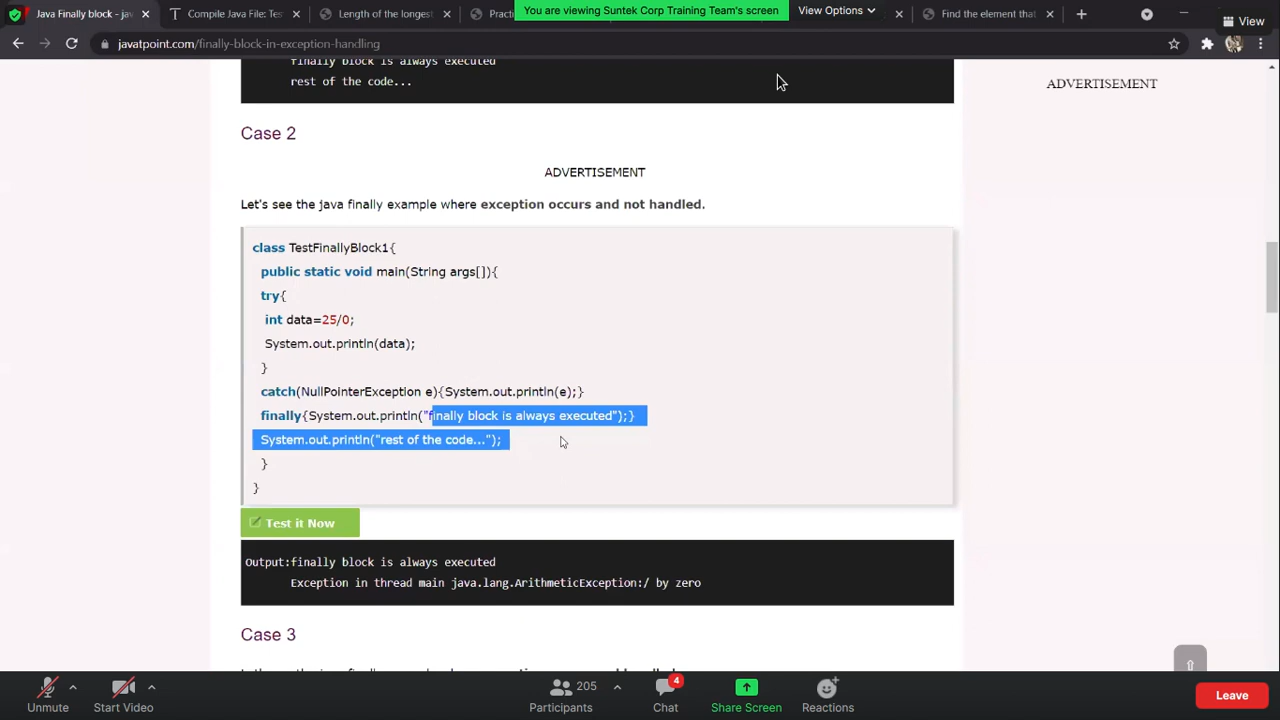 Java Finally block - javatpoint
Compile Java File: Tes
Length of the longest
Prac
You are viewing Suntek Corp Training Team's screen
View Options
Find the element that
View
javatpoint.com/finally-block-in-exception-handling
finally block is always executed
rest of the code...
ADVERTISEMENT
Case 2
ADVERTISEMENT
Let's see the java finally example where exception occurs and not handled.
class TestFinallyBlock1{
public static void main(String args[]){
try{
int data=25/0;
System.out.println(data);
}
catch(NullPointerException e){System.out.println(e);}
finally{System.out.println("finally block is always executed");}
System.out.println("rest of the code...");
}
}
Test it Now
Output:finally block is always executed
Exception in thread main java.lang.ArithmeticException:/ by zero
Case 3
Unmute
Start Video
205
Participants
4
Chat
Share Screen
Reactions
Leave